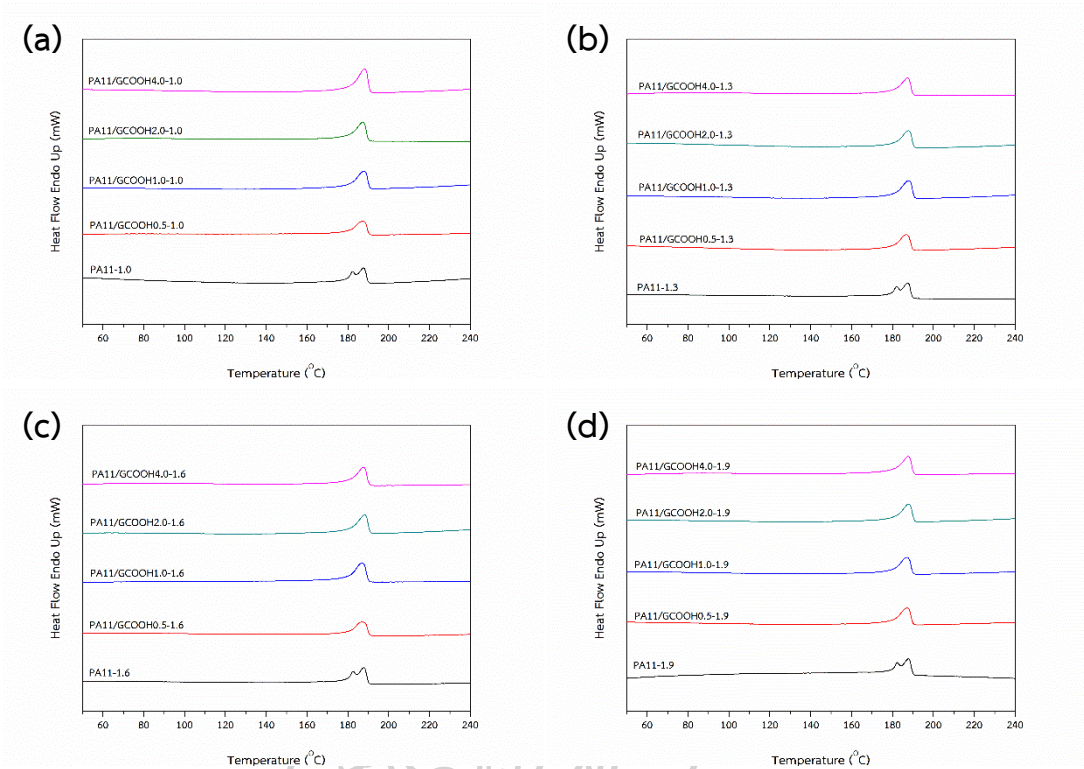 (a)
PA11/GCOOH4.0-1.0
PA11/GCOOH2.0-1.0
PA11/GCOOH1.0-1.0
PA11/GCOOH0.5-1.0
PA11-1.0
Heat Flow Endo Up (mW)
60 80 100 120 140 160 180 200 220 240
Temperature (°C)
(b)
PA11/GCOOH4.0-1.3
PA11/GCOOH2.0-1.3
PA11/GCOOH1.0-1.3
PA11/GCOOH0.5-1.3
PA11-1.3
Heat Flow Endo Up (mW)
60 80 100 120 140 160 180 200 220 240
Temperature (°C)
(c)
PA11/GCOOH4.0-1.6
PA11/GCOOH2.0-1.6
PA11/GCOOH1.0-1.6
PA11/GCOOH0.5-1.6
PA11-1.6
Heat Flow Endo Up (mW)
60 80 100 120 140 160 180 200 220 240
Temperature (°C)
(d)
PA11/GCOOH4.0-1.9
PA11/GCOOH2.0-1.9
PA11/GCOOH1.0-1.9
PA11/GCOOH0.5-1.9
PA11-1.9
Heat Flow Endo Up (mW)
60 80 100 120 140 160 180 200 220 240
Temperature (°C)